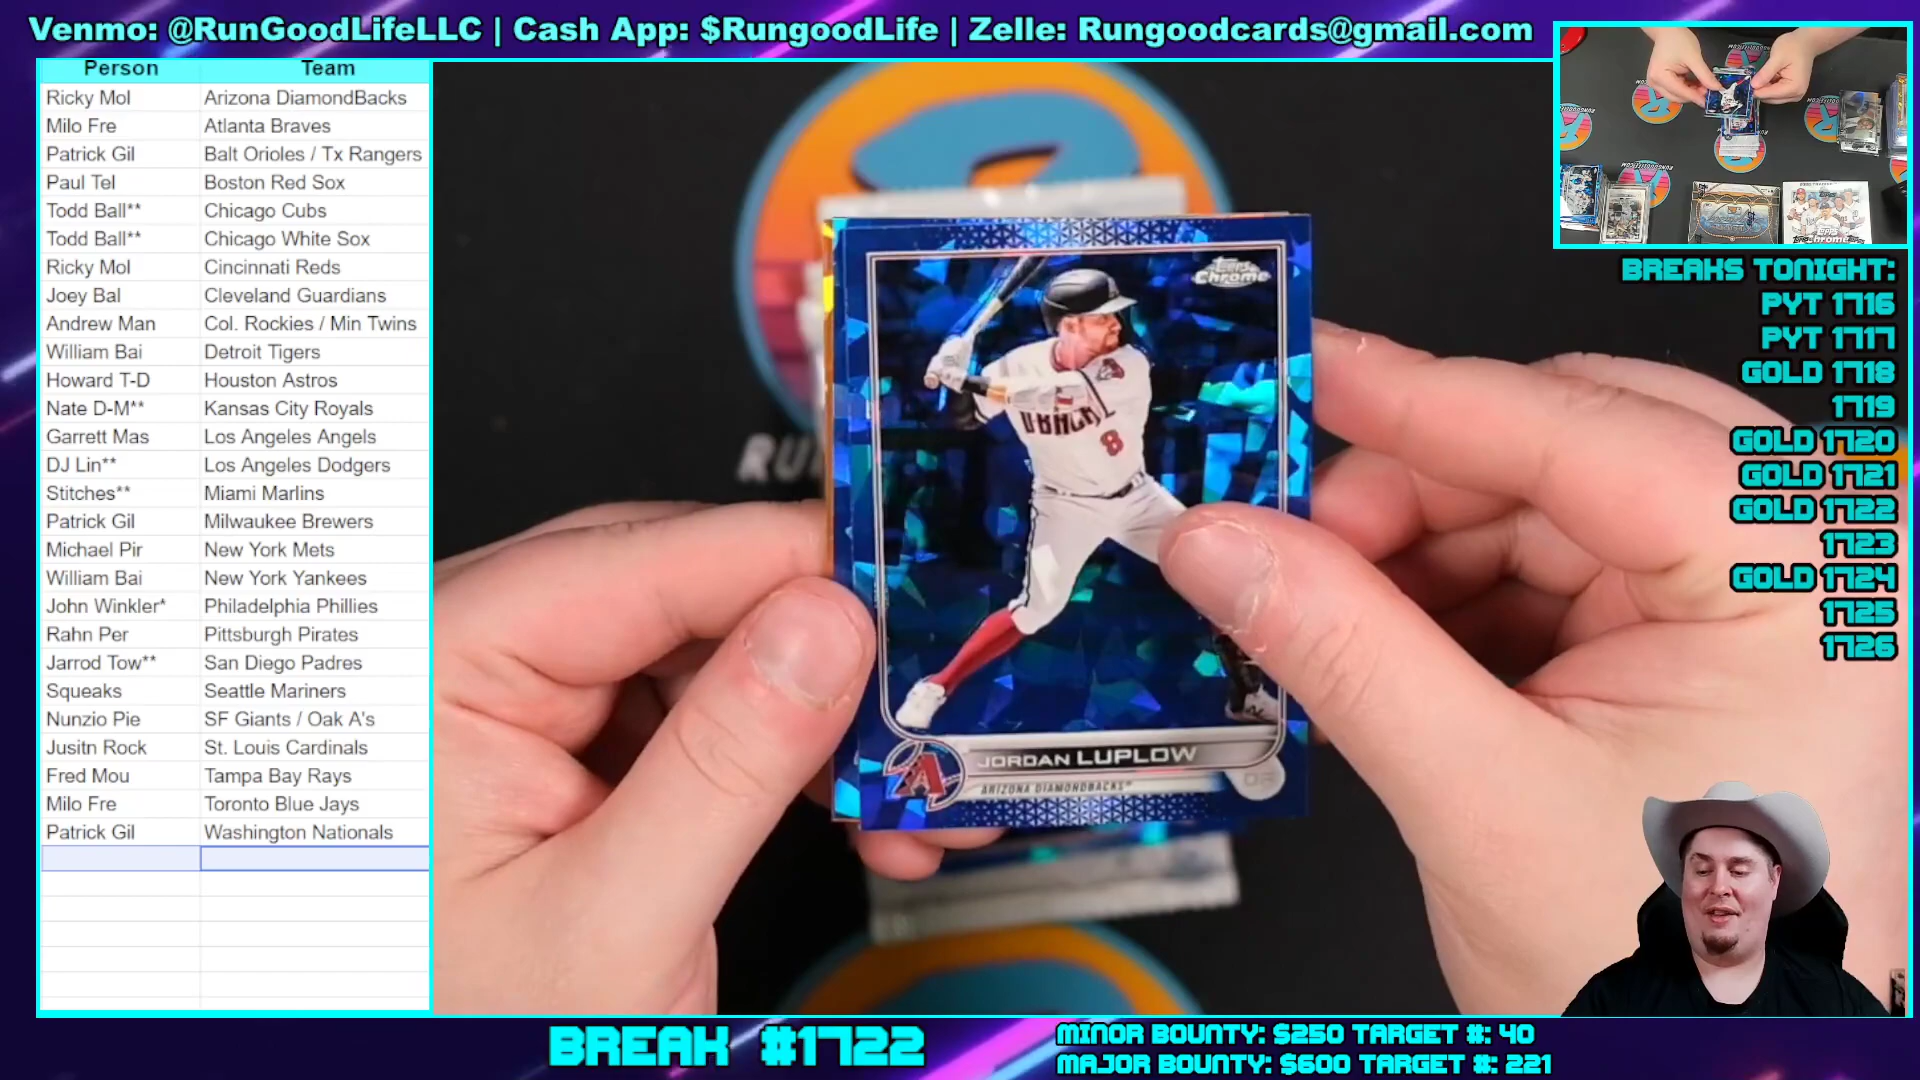 Venmo: @RunGoodLifeLLC | Cash App: $RungoodLife | Zelle: Rungoodcards@gmail.com
Person Team
Ricky Mol Arizona DiamondBacks
Milo Fre Atlanta Braves
Patrick Gil Balt Orioles / Tx Rangers
Paul Tel Boston Red Sox
Todd Ball** Chicago Cubs
Todd Ball** Chicago White Sox
Ricky Mol Cincinnati Reds
Joey Bal Cleveland Guardians
Andrew Man Col. Rockies / Min Twins
William Bai Detroit Tigers
Howard T-D Houston Astros
Nate D-M** Kansas City Royals
Garrett Mas Los Angeles Angels
DJ Lin** Los Angeles Dodgers
Stitches** Miami Marlins
Patrick Gil Milwaukee Brewers
Michael Pir New York Mets
William Bai New York Yankees
John Winkler* Philadelphia Phillies
Rahn Per Pittsburgh Pirates
Jarrod Tow** San Diego Padres
Squeaks Seattle Mariners
Nunzio Pie SF Giants / Oak A's
Jusitn Rock St. Louis Cardinals
Fred Mou Tampa Bay Rays
Milo Fre Toronto Blue Jays
Patrick Gil Washington Nationals
Topps
Chrome
8
JORDAN LUPLOW
ARIZONA DIAMONDBACKS
BREAKS TONIGHT:
PYT 1716
PYT 1717
GOLD 1718
1719
GOLD 1720
GOLD 1721
GOLD 1722
1723
GOLD 1724
1725
1726
BREAK #1722
MINOR BOUNTY: $250 TARGET #: 40
MAJOR BOUNTY: $600 TARGET #: 221